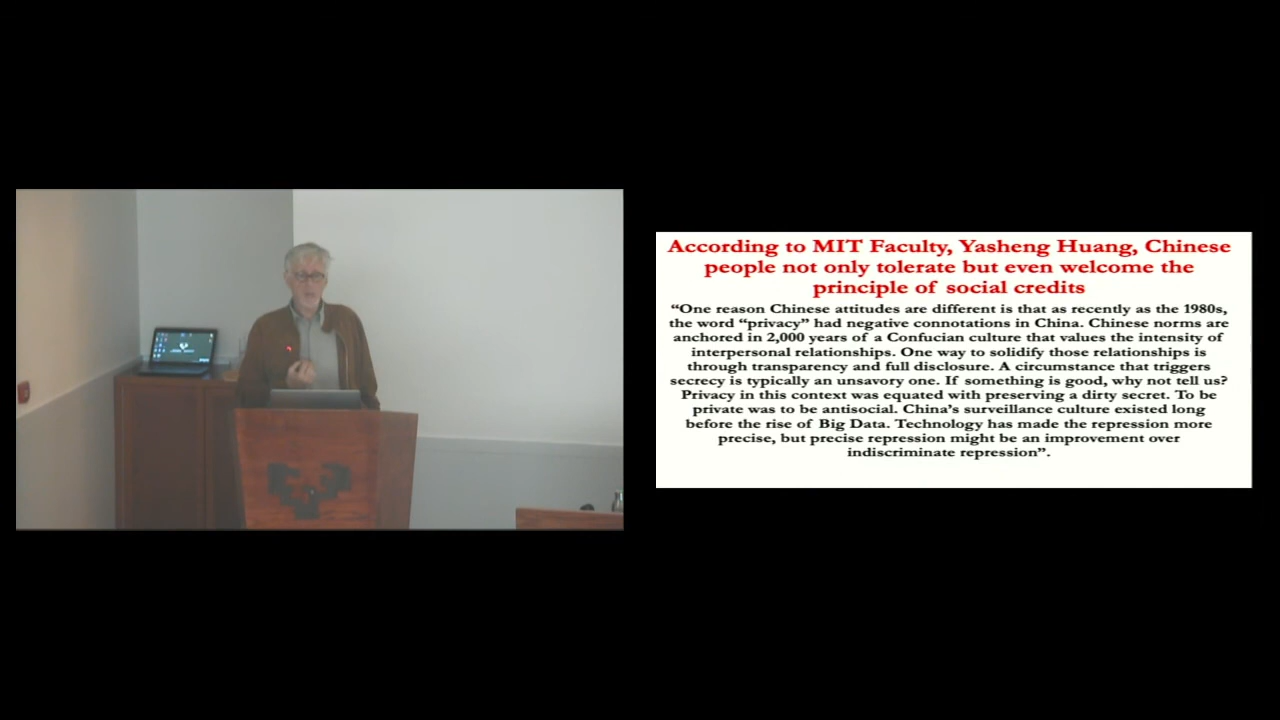 According to MIT Faculty, Yasheng Huang, Chinese
people not only tolerate but even welcome the
principle of social credits
“One reason Chinese attitudes are different is that as recently as the 1980s,
the word “privacy” had negative connotations in China. Chinese norms are
anchored in 2,000 years of a Confucian culture that values the intensity of
interpersonal relationships. One way to solidify those relationships is
through transparency and full disclosure. A circumstance that triggers
secrecy is typically an unsavory one. If something is good, why not tell us?
Privacy in this context was equated with preserving a dirty secret. To be
private was to be antisocial. China’s surveillance culture existed long
before the rise of Big Data. Technology has made the repression more
precise, but precise repression might be an improvement over
indiscriminate repression”.